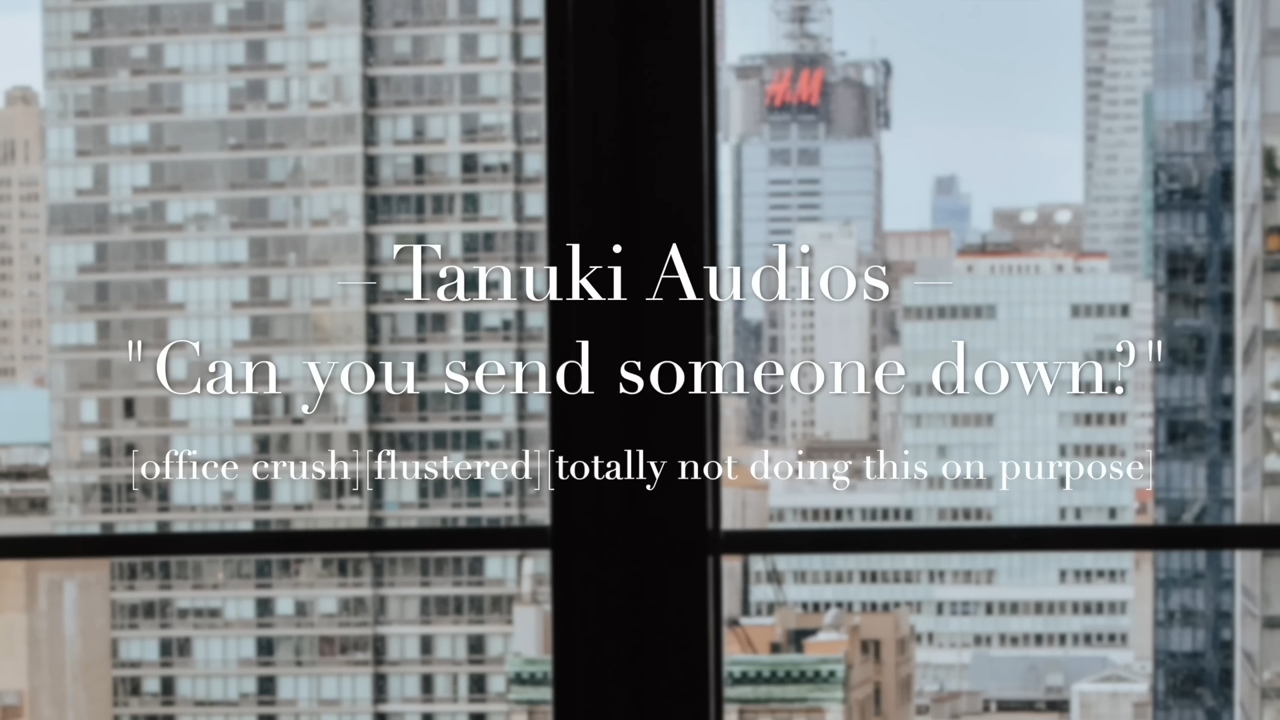 H&M
– Tanuki Audios –
"Can you send someone down?"
[office crush][flustered][totally not doing this on purpose]